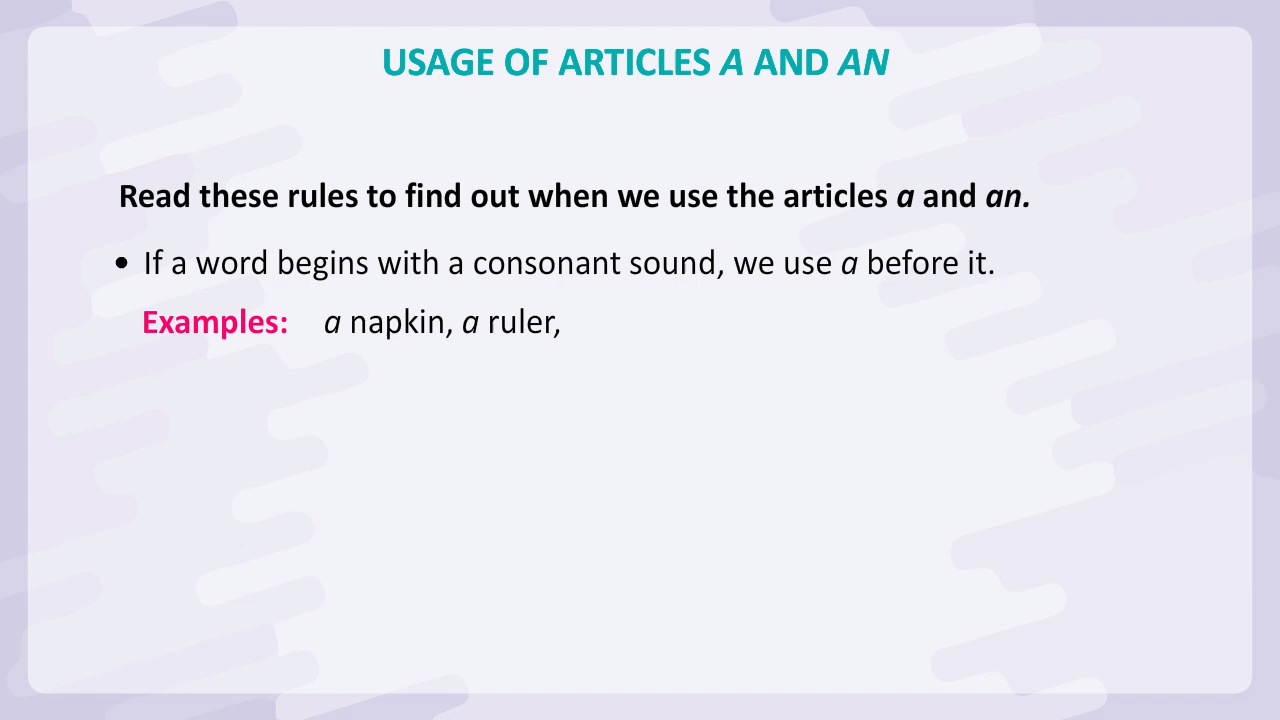 USAGE OF ARTICLES A AND AN
Read these rules to find out when we use the articles a and an.
• If a word begins with a consonant sound, we use a before it.
Examples: a napkin, a ruler,